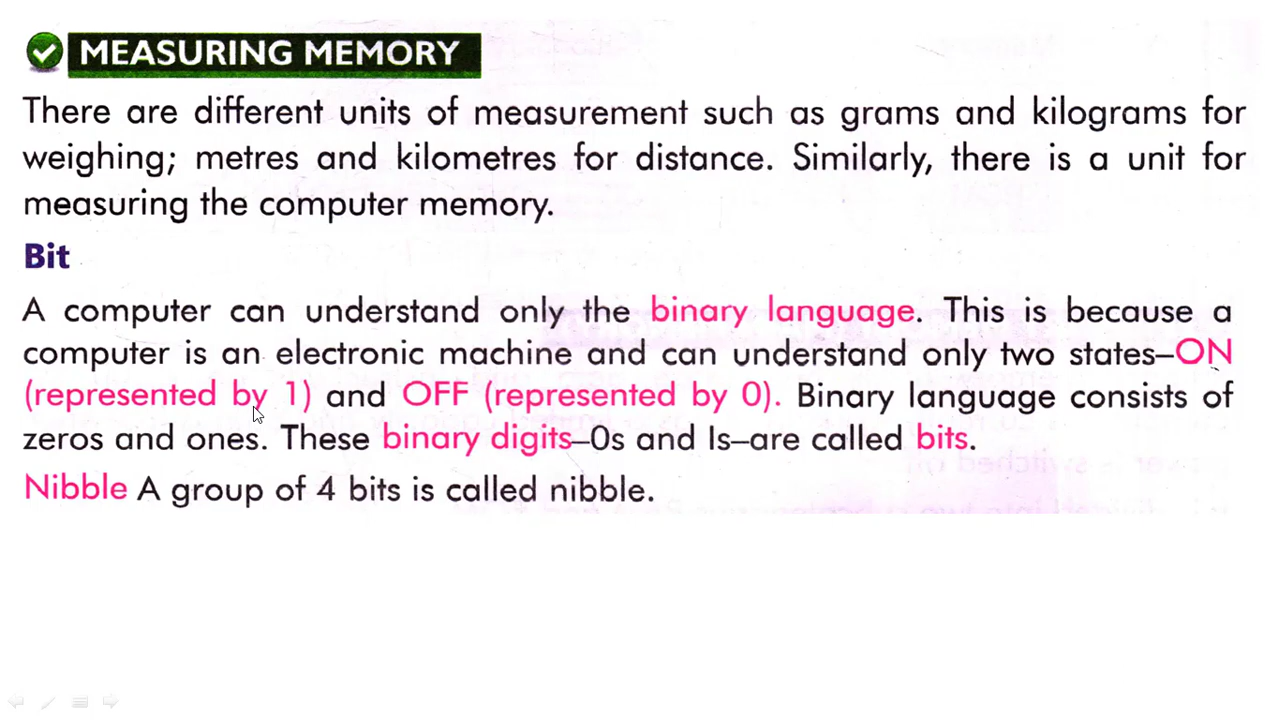 MEASURING MEMORY
There are different units of measurement such as grams and kilograms for
weighing; metres and kilometres for distance. Similarly, there is a unit for
measuring the computer memory.
Bit
A computer can understand only the binary language. This is because a
computer is an electronic machine and can understand only two states–ON
(represented by 1) and OFF (represented by 0). Binary language consists of
zeros and ones. These binary digits–0s and 1s–are called bits.
Nibble A group of 4 bits is called nibble.